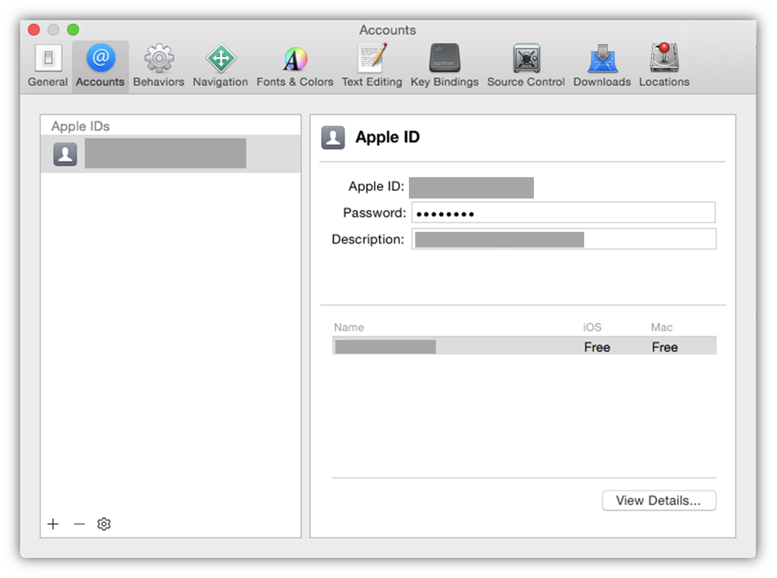 Accounts
General Accounts Behaviors Navigation Fonts & Colors Text Editing Key Bindings Source Control Downloads Locations
Apple IDs
Apple ID
Apple ID:
Password: ••••••••
Description:
Name iOS Mac
Free Free
View Details...